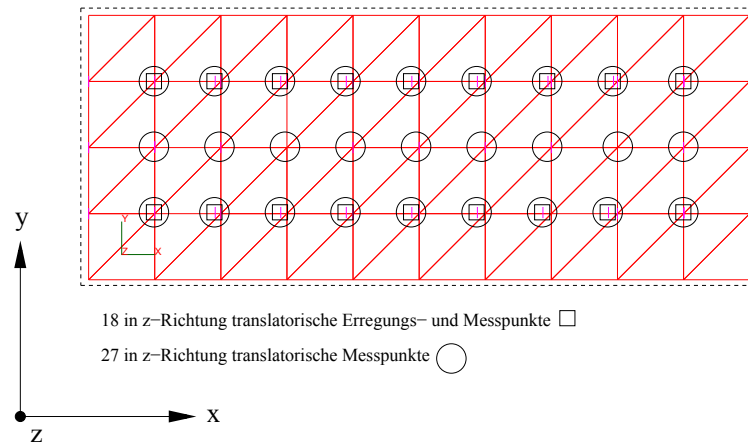 Y
Z X
y
18 in z−Richtung translatorische Erregungs− und Messpunkte
27 in z−Richtung translatorische Messpunkte
x
z